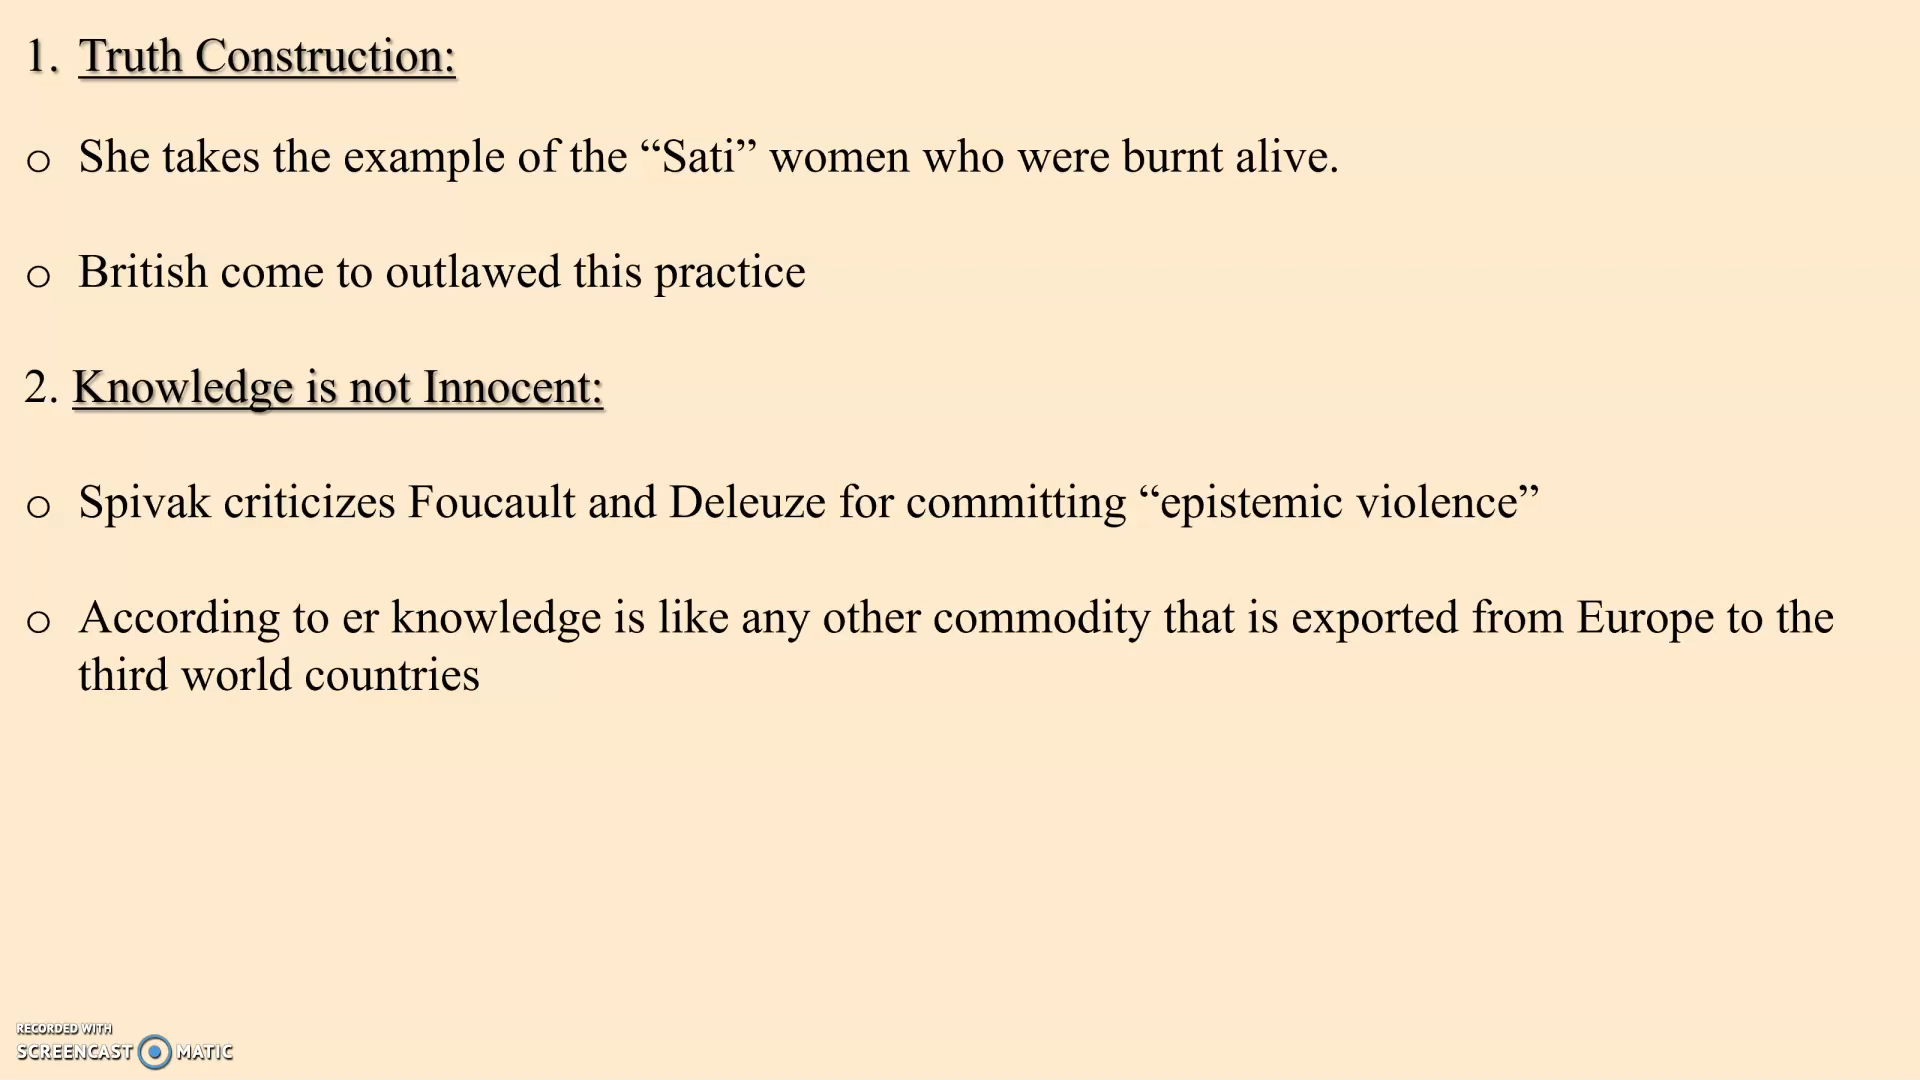 1. Truth Construction:
o She takes the example of the “Sati” women who were burnt alive.
o British come to outlawed this practice
2. Knowledge is not Innocent:
o Spivak criticizes Foucault and Deleuze for committing “epistemic violence”
o According to er knowledge is like any other commodity that is exported from Europe to the
third world countries
RECORDED WITH
SCREENCAST MATIC